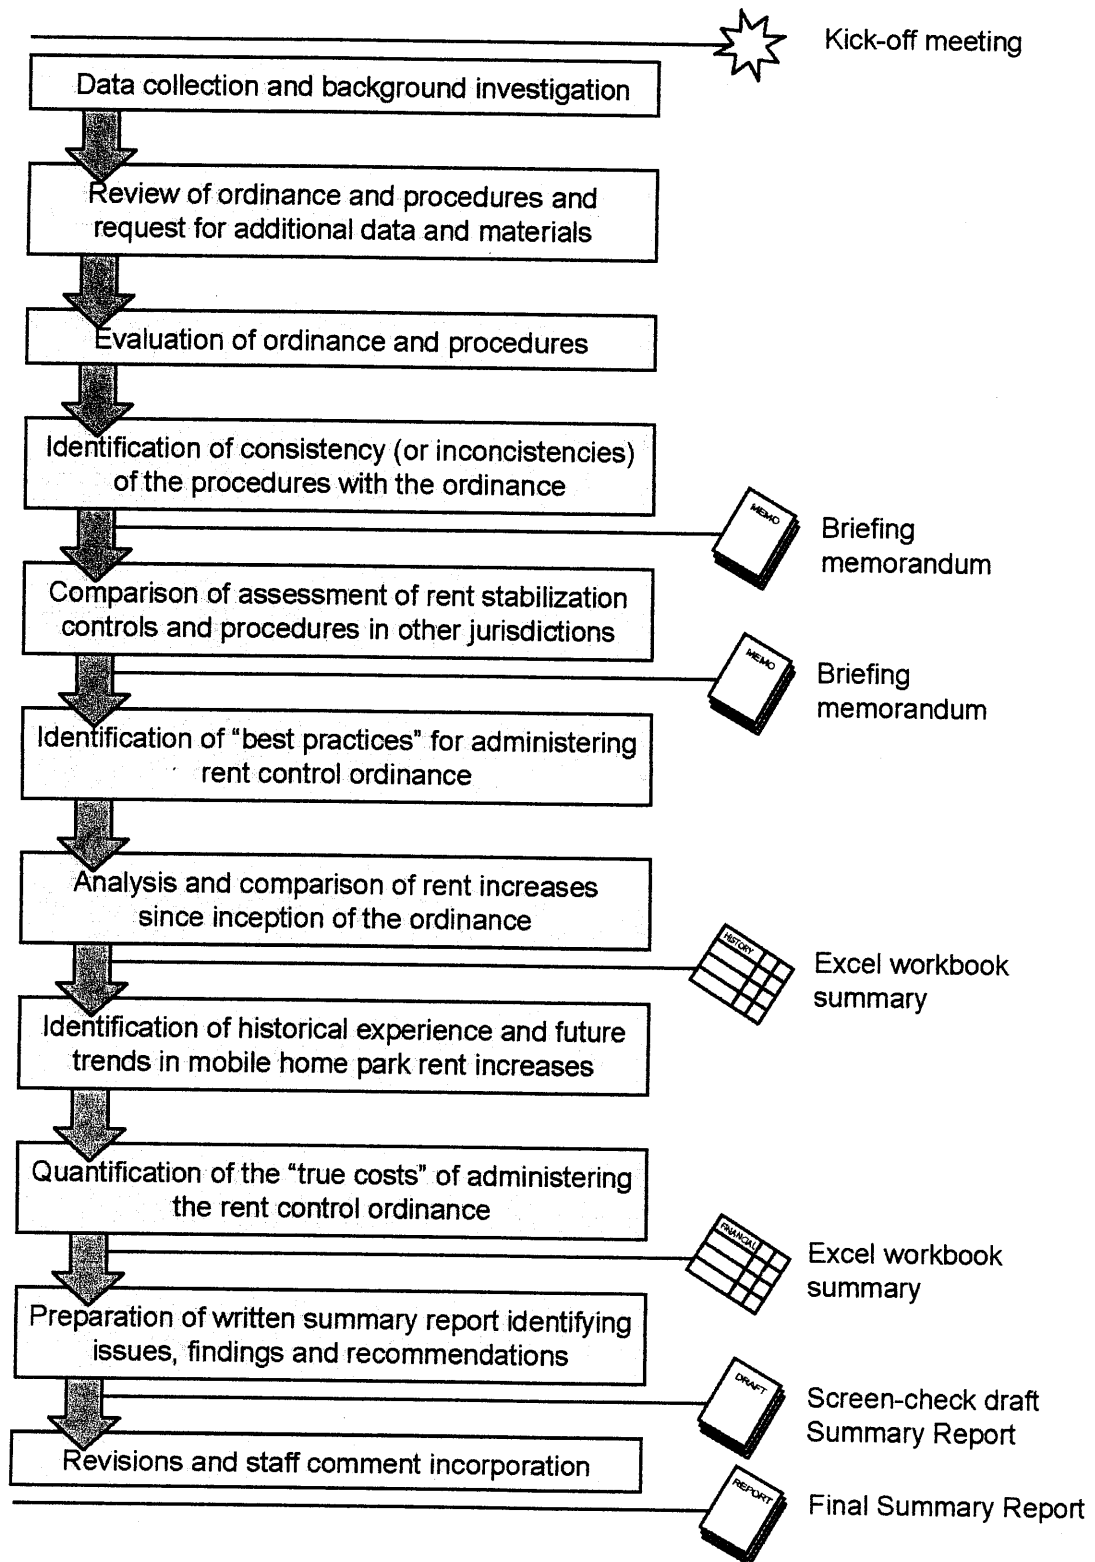 Kick-off meeting
Data collection and background investigation
Review of ordinance and procedures and
request for additional data and materials
Evaluation of ordinance and procedures
Identification of consistency (or inconcistencies)
of the procedures with the ordinance
MEMO
Briefing
memorandum
Comparison of assessment of rent stabilization
controls and procedures in other jurisdictions
MEMO
Briefing
memorandum
Identification of “best practices” for administering
rent control ordinance
Analysis and comparison of rent increases
since inception of the ordinance
HISTORY
Excel workbook
summary
Identification of historical experience and future
trends in mobile home park rent increases
Quantification of the “true costs” of administering
the rent control ordinance
FINANCIAL
Excel workbook
summary
Preparation of written summary report identifying
issues, findings and recommendations
DRAFT
Screen-check draft
Summary Report
Revisions and staff comment incorporation
REPORT
Final Summary Report